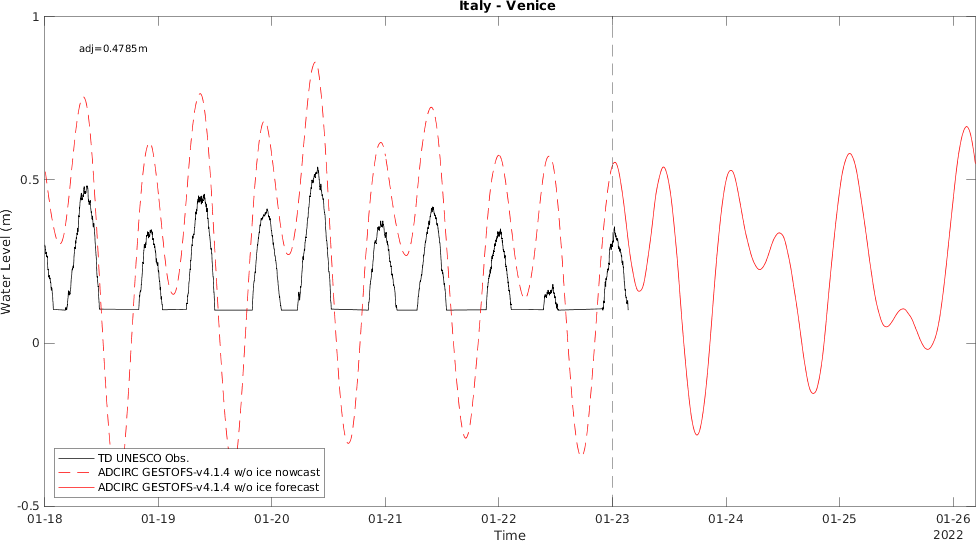 Italy - Venice
adj=0.4785m
1
0.5
0
-0.5
Water Level (m)
TD UNESCO Obs.
ADCIRC GESTOFS-v4.1.4 w/o ice nowcast
ADCIRC GESTOFS-v4.1.4 w/o ice forecast
01-18 01-19 01-20 01-21 01-22 01-23 01-24 01-25 01-26
Time
2022